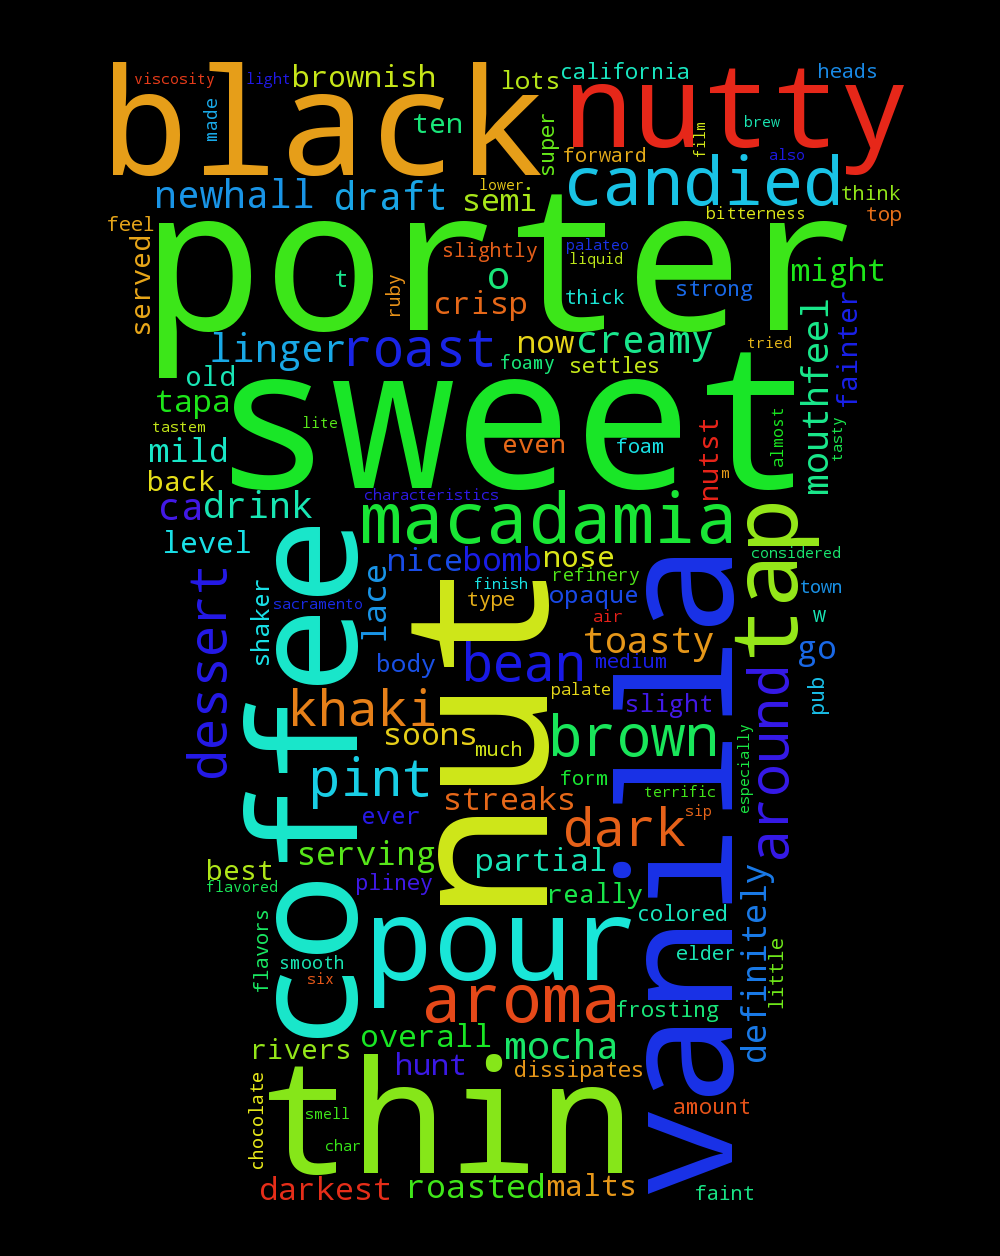 black
nutty
porter
sweet
coffee
nut
vanilla
thin
pour
tap
macadamia
candied
aroma
viscosity
light
brownish
lots
california
heads
made
ten
super
film
brew
forward
also
newhall
draft
semi
lower
think
bitterness
top
feel
served
slightly
palateo
liquid
might
t
ruby
o
crisp
thick
strong
mouthfeel
fainter
linger
roast
now
creamy
tried
old
foamy
settles
tapa
tastem
lite
even
foam
nutst
almost
tasty
mild
m
back
characteristics
ca
drink
level
nice
bomb
nose
considered
refinery
dessert
shaker
sacramento
lace
finish
type
opaque
town
air
w
toasty
go
body
bean
medium
khaki
palate
slight
pub
around
soons
much
brown
especially
pint
form
terrific
streaks
sip
ever
dark
serving
partial
best
flavored
pliney
really
definitely
colored
flavors
smooth
six
elder
little
frosting
overall
mocha
rivers
hunt
dissipates
chocolate
smell
amount
char
darkest
roasted
malts
faint